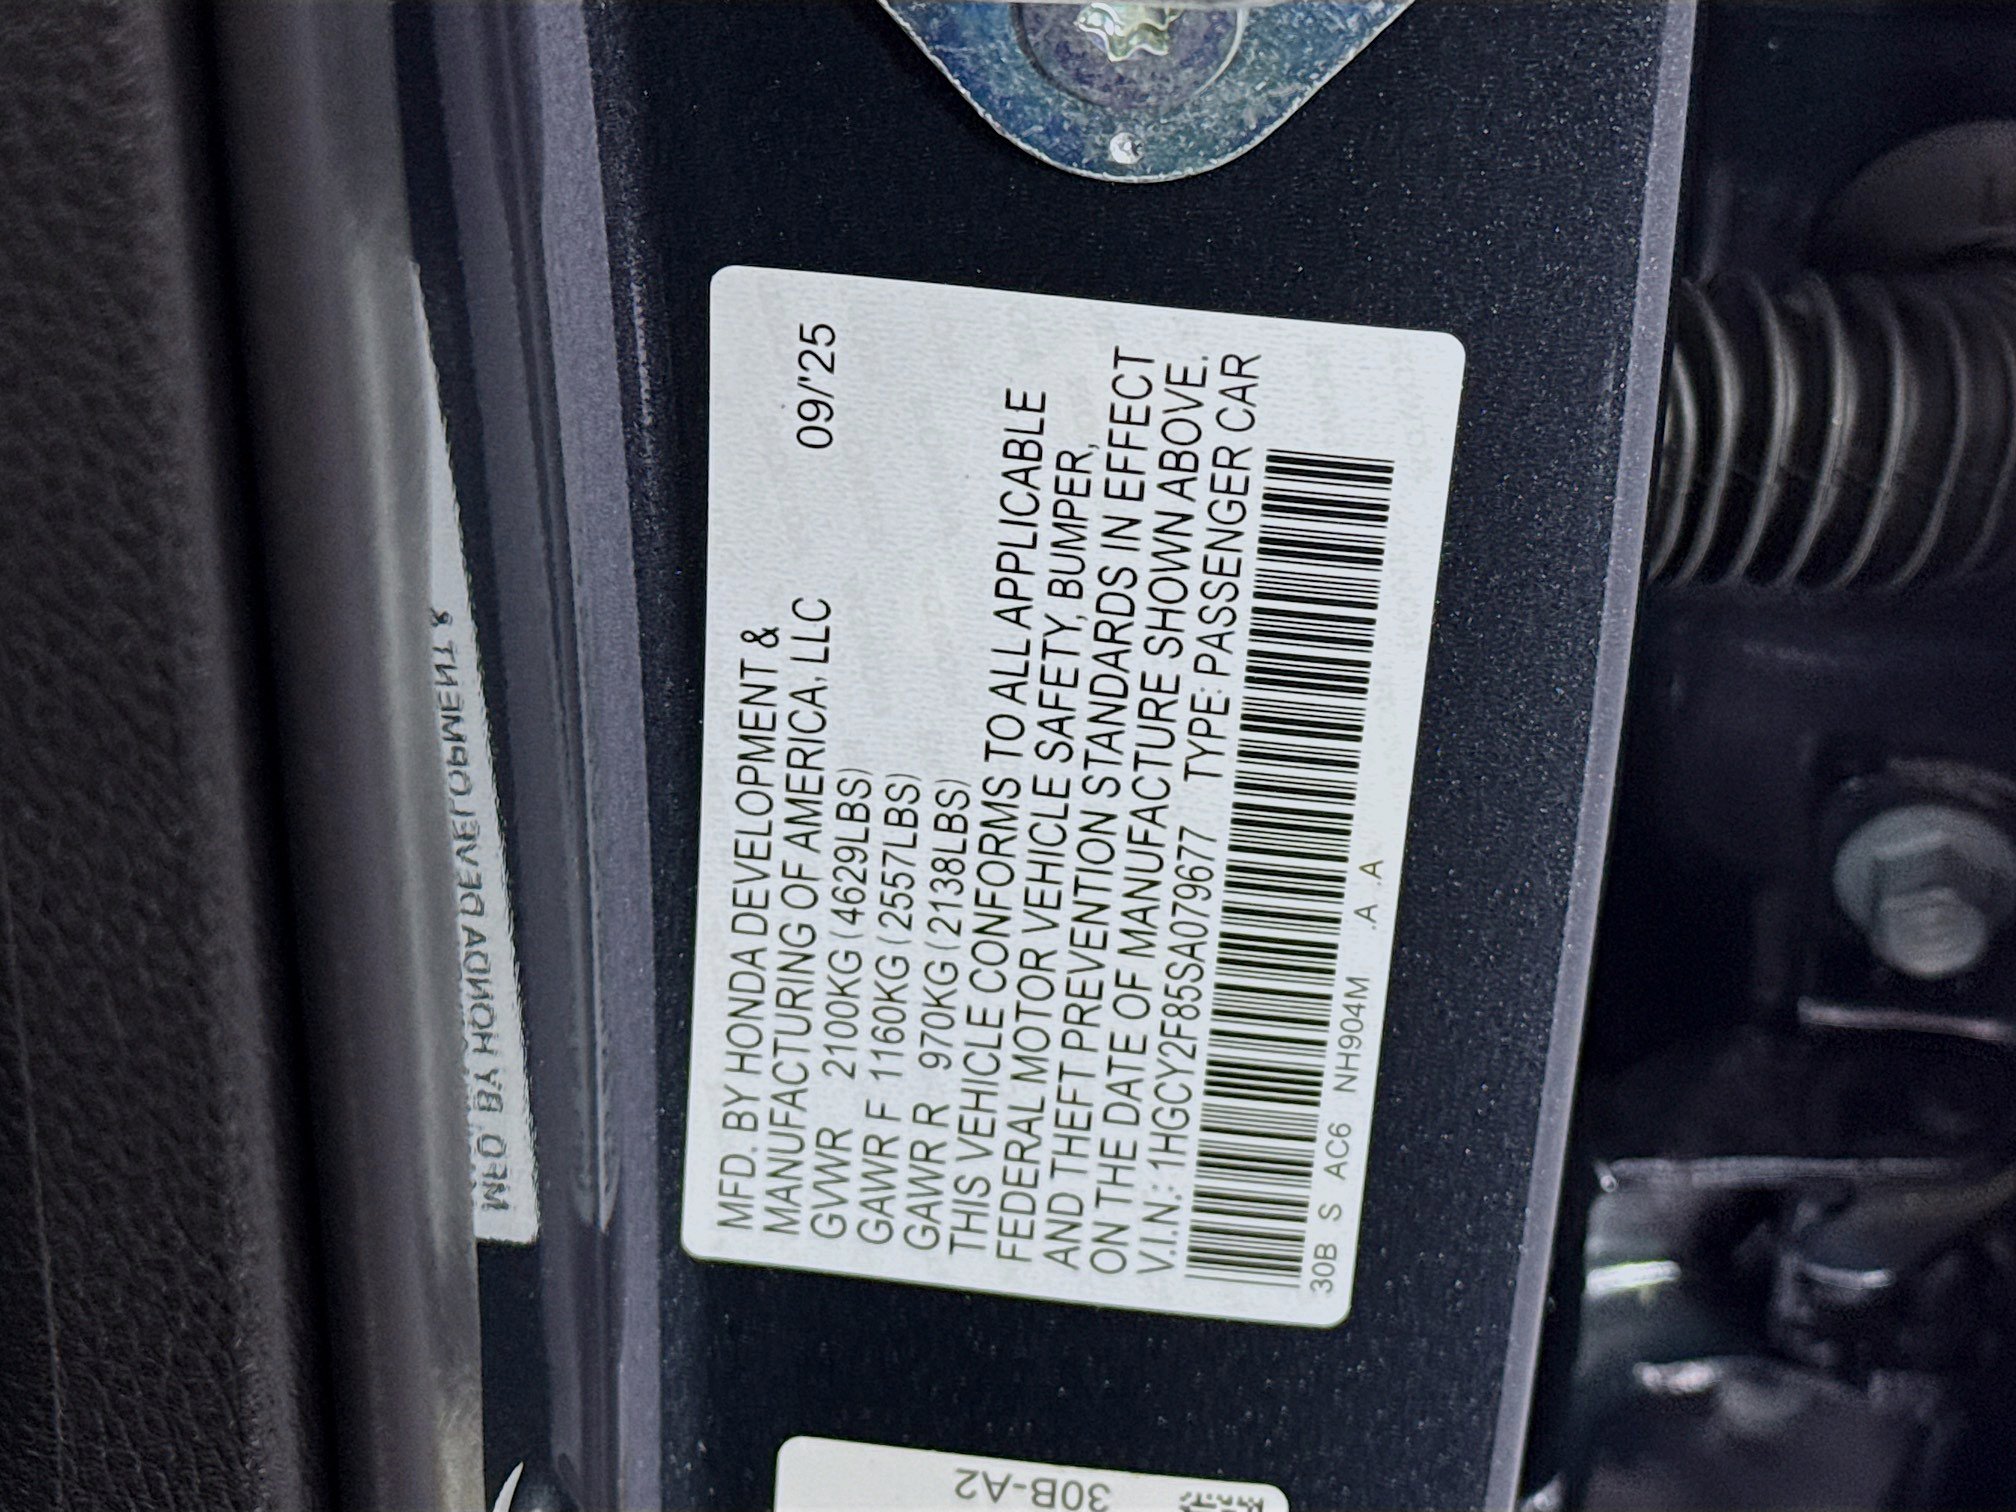 MFD. BY HONDA DEVELOPMENT &
MANUFACTURING OF AMERICA, LLC 09/'25
GVWR 2100KG (4629LBS)
GAWR F 1160KG (2557LBS)
GAWR R 970KG (2138LBS)
THIS VEHICLE CONFORMS TO ALL APPLICABLE
FEDERAL MOTOR VEHICLE SAFETY, BUMPER,
AND THEFT PREVENTION STANDARDS IN EFFECT
ON THE DATE OF MANUFACTURE SHOWN ABOVE.
V.I.N.: 1HGCY2F85SA079677 TYPE: PASSENGER CAR
30B S AC6 NH904M .A .A
30B-A2
MFD. BY HONDA DEVELOPMENT &